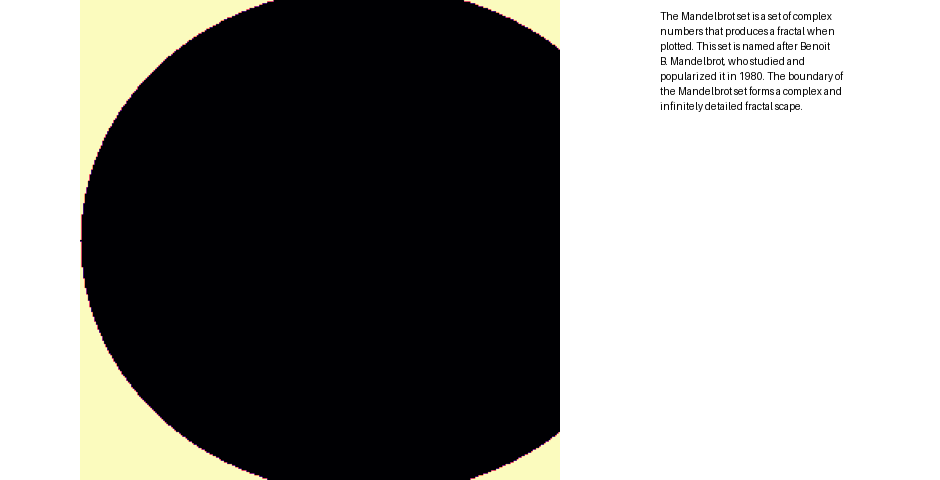 The Mandelbrot set is a set of complex
numbers that produces a fractal when
plotted. This set is named after Benoit
B. Mandelbrot, who studied and
popularized it in 1980. The boundary of
the Mandelbrot set forms a complex and
infinitely detailed fractal scape.